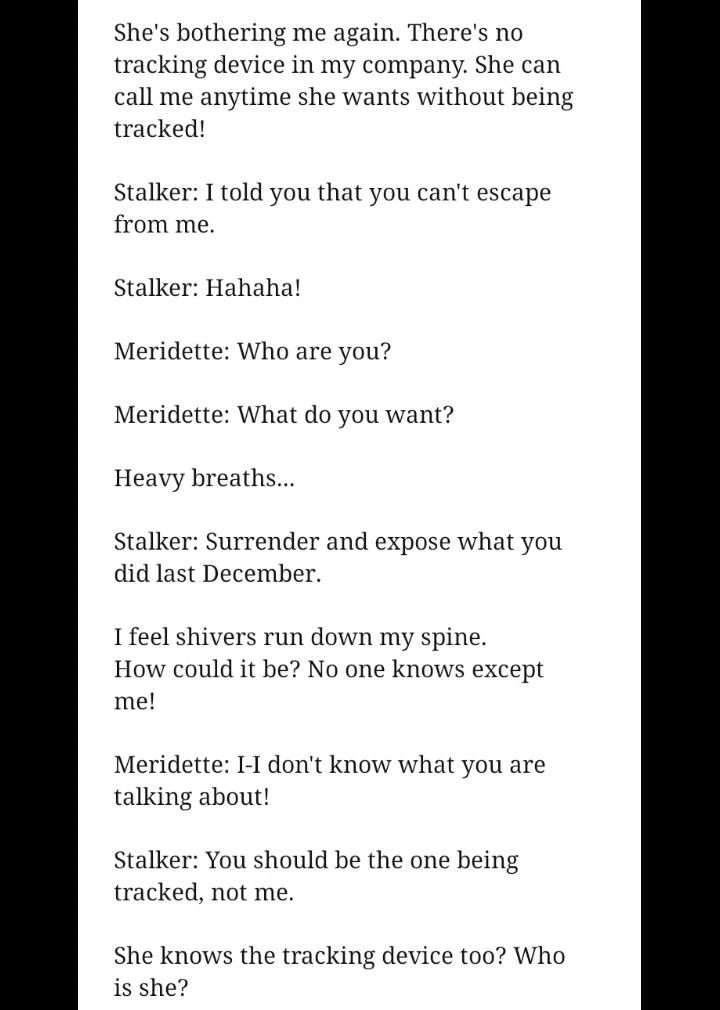 She's bothering me again. There's no
tracking device in my company. She can
call me anytime she wants without being
tracked!
Stalker: I told you that you can't escape
from me.
Stalker: Hahaha!
Meridette: Who are you?
Meridette: What do you want?
Heavy breaths...
Stalker: Surrender and expose what you
did last December.
I feel shivers run down my spine.
How could it be? No one knows except
me!
Meridette: I-I don't know what you are
talking about!
Stalker: You should be the one being
tracked, not me.
She knows the tracking device too? Who
is she?